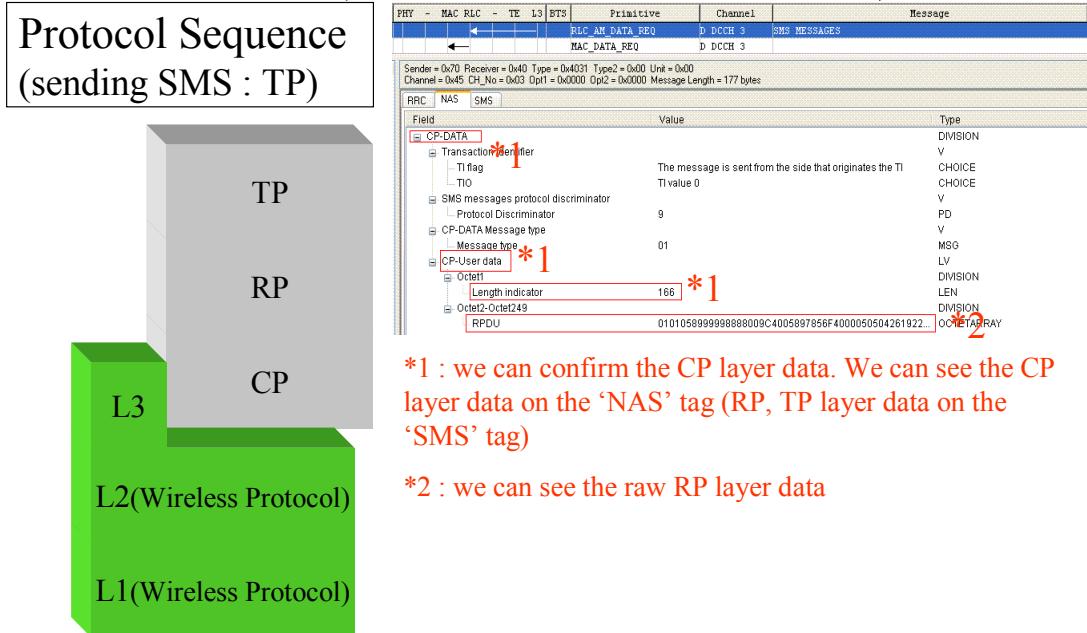 Protocol Sequence
(sending SMS : TP)
TP
RP
CP
L3
L2(Wireless Protocol)
L1(Wireless Protocol)
PHY - MAC RLC - TE L3 BTS Primitive Channel Message
RLC_AM_DATA_REQ D DCCH 3 SMS MESSAGES
MAC_DATA_REQ D DCCH 3
Sender = 0x70 Receiver = 0x40 Type = 0x4031 Type2 = 0x00 Unit = 0x00
Channel = 0x45 CH_No = 0x03 Opt1 = 0x0000 Opt2 = 0x0000 Message Length = 177 bytes
RRC NAS SMS
Field Value Type
CP-DATA DIVISION
*1
Transaction identifier V
TI flag The message is sent from the side that originates the TI CHOICE
TIO TI value 0 CHOICE
SMS messages protocol discriminator V
Protocol Discriminator 9 PD
CP-DATA Message type V
Message type 01 MSG
CP-User data *1 LV
Octet1 DIVISION
Length indicator 166 *1 LEN
Octet2-Octet249 DIVISION
RPDU 0101058999998888009C4005897856F4000050504261922... OCTETARRAY
*2
*1 : we can confirm the CP layer data. We can see the CP
layer data on the ‘NAS’ tag (RP, TP layer data on the
‘SMS’ tag)
*2 : we can see the raw RP layer data